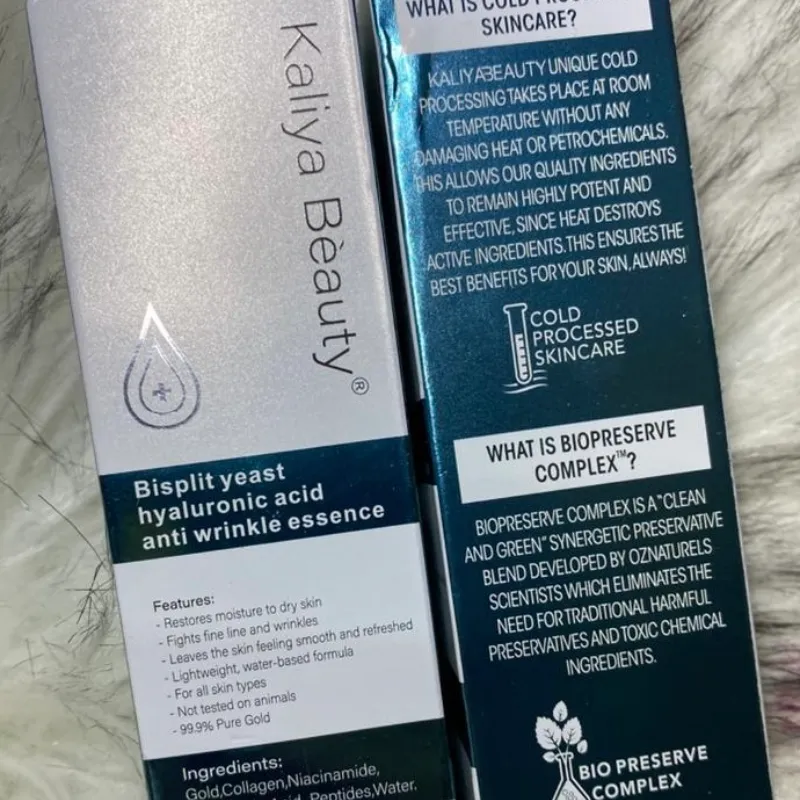 Kaliya Bèauty®
Bisplit yeast
hyaluronic acid
anti wrinkle essence
Features:
- Restores moisture to dry skin
- Fights fine line and wrinkles
- Leaves the skin feeling smooth and refreshed
- Lightweight, water-based formula
- For all skin types
- Not tested on animals
- 99.9% Pure Gold
Ingredients:
Gold,Collagen,Niacinamide,
Peptides,Water.
WHAT IS COLD
SKINCARE?
KALIYABEAUTY UNIQUE COLD
PROCESSING TAKES PLACE AT ROOM
TEMPERATURE WITHOUT ANY
DAMAGING HEAT OR PETROCHEMICALS.
THIS ALLOWS OUR QUALITY INGREDIENTS
TO REMAIN HIGHLY POTENT AND
EFFECTIVE, SINCE HEAT DESTROYS
ACTIVE INGREDIENTS.THIS ENSURES THE
BEST BENEFITS FOR YOUR SKIN, ALWAYS!
COLD
PROCESSED
SKINCARE
WHAT IS BIOPRESERVE
COMPLEX™?
BIOPRESERVE COMPLEX IS A "CLEAN
AND GREEN" SYNERGETIC PRESERVATIVE
BLEND DEVELOPED BY OZNATURELS
SCIENTISTS WHICH ELIMINATES THE
NEED FOR TRADITIONAL HARMFUL
PRESERVATIVES AND TOXIC CHEMICAL
INGREDIENTS.
BIO PRESERVE
COMPLEX